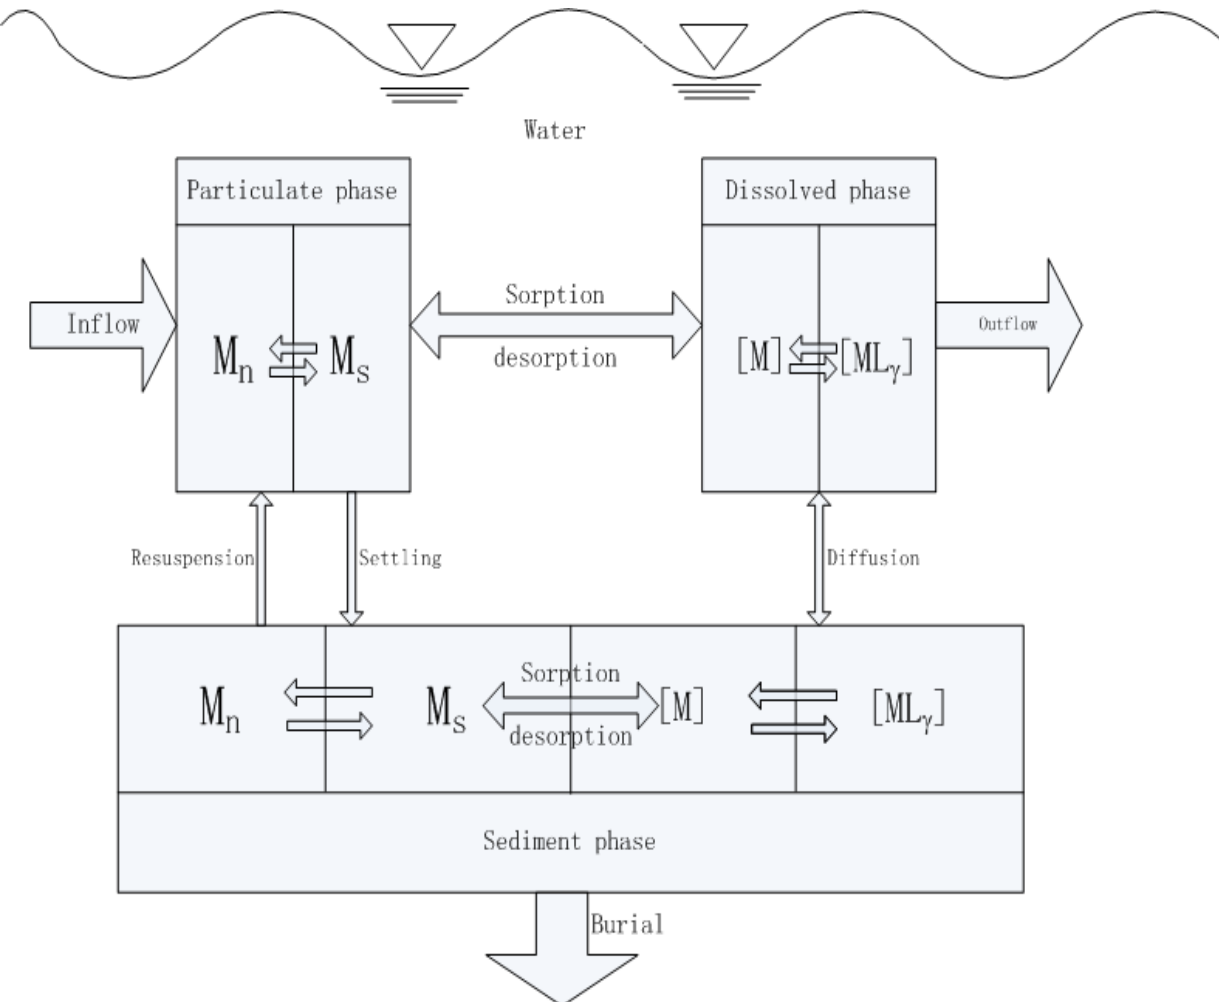 Water
Particulate phase
Dissolved phase
Inflow
Sorption
desorption
Outflow
Mn
Ms
[M]
[MLγ]
Resuspension
Settling
Diffusion
Mn
Ms
Sorption
desorption
[M]
[MLγ]
Sediment phase
Burial